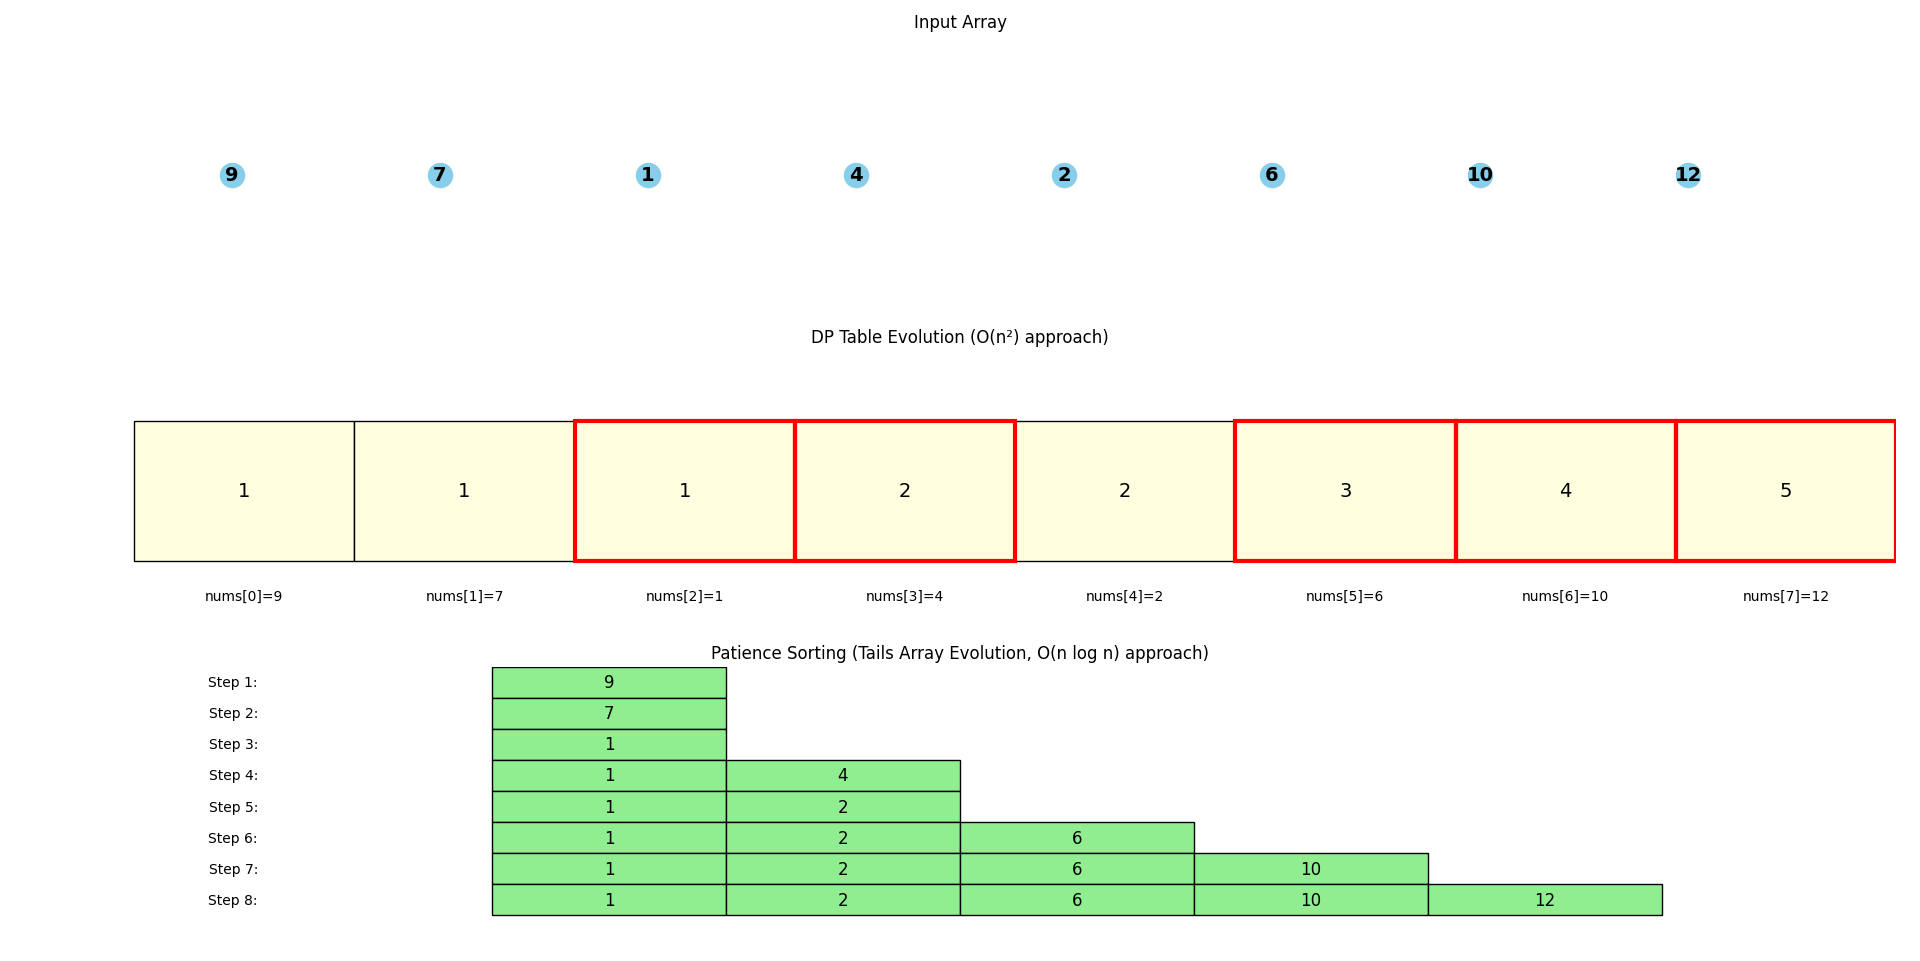 Input Array
9 7 1 4 2 6 10 12
DP Table Evolution (O(n²) approach)
1 1 1 2 2 3 4 5
nums[0]=9 nums[1]=7 nums[2]=1 nums[3]=4 nums[4]=2 nums[5]=6 nums[6]=10 nums[7]=12
Patience Sorting (Tails Array Evolution, O(n log n) approach)
Step 1: 9
Step 2: 7
Step 3: 1
Step 4: 1 4
Step 5: 1 2
Step 6: 1 2 6
Step 7: 1 2 6 10
Step 8: 1 2 6 10 12